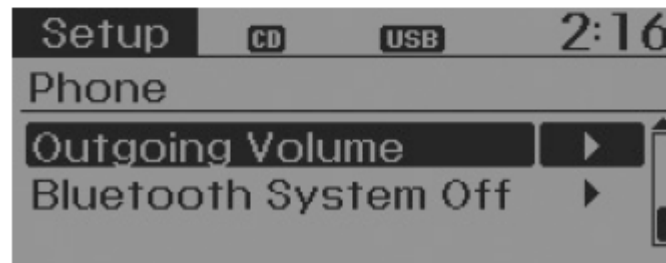 Setup CD USB 2:16
Phone
Outgoing Volume
Bluetooth System Off